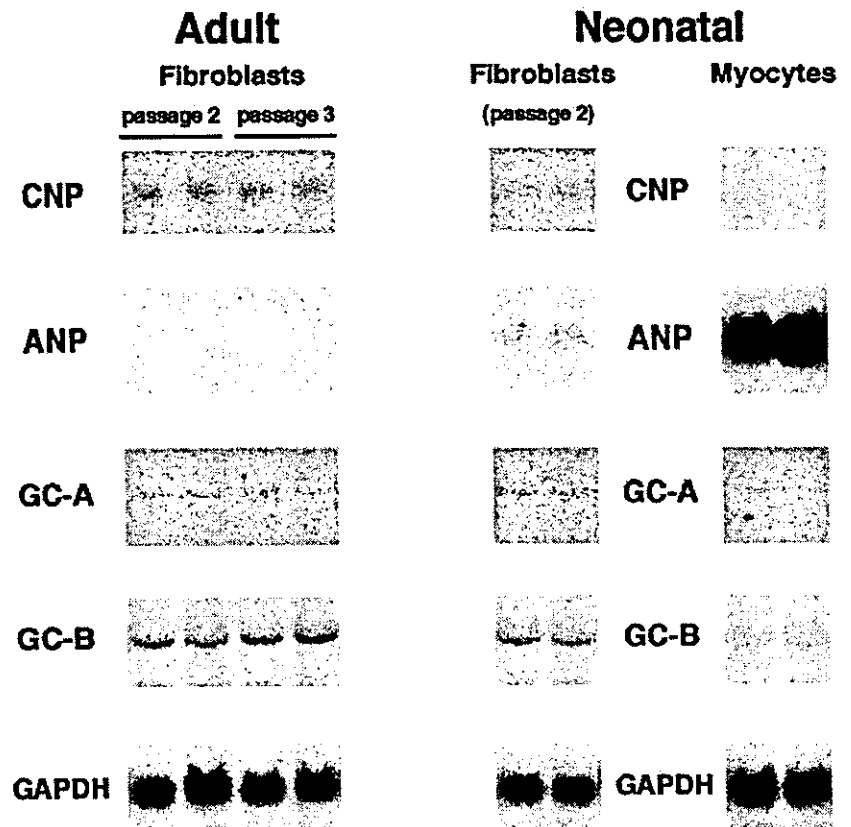 Adult Neonatal
Fibroblasts Fibroblasts Myocytes
passage 2 passage 3 (passage 2)
CNP CNP
ANP ANP
GC-A GC-A
GC-B GC-B
GAPDH GAPDH